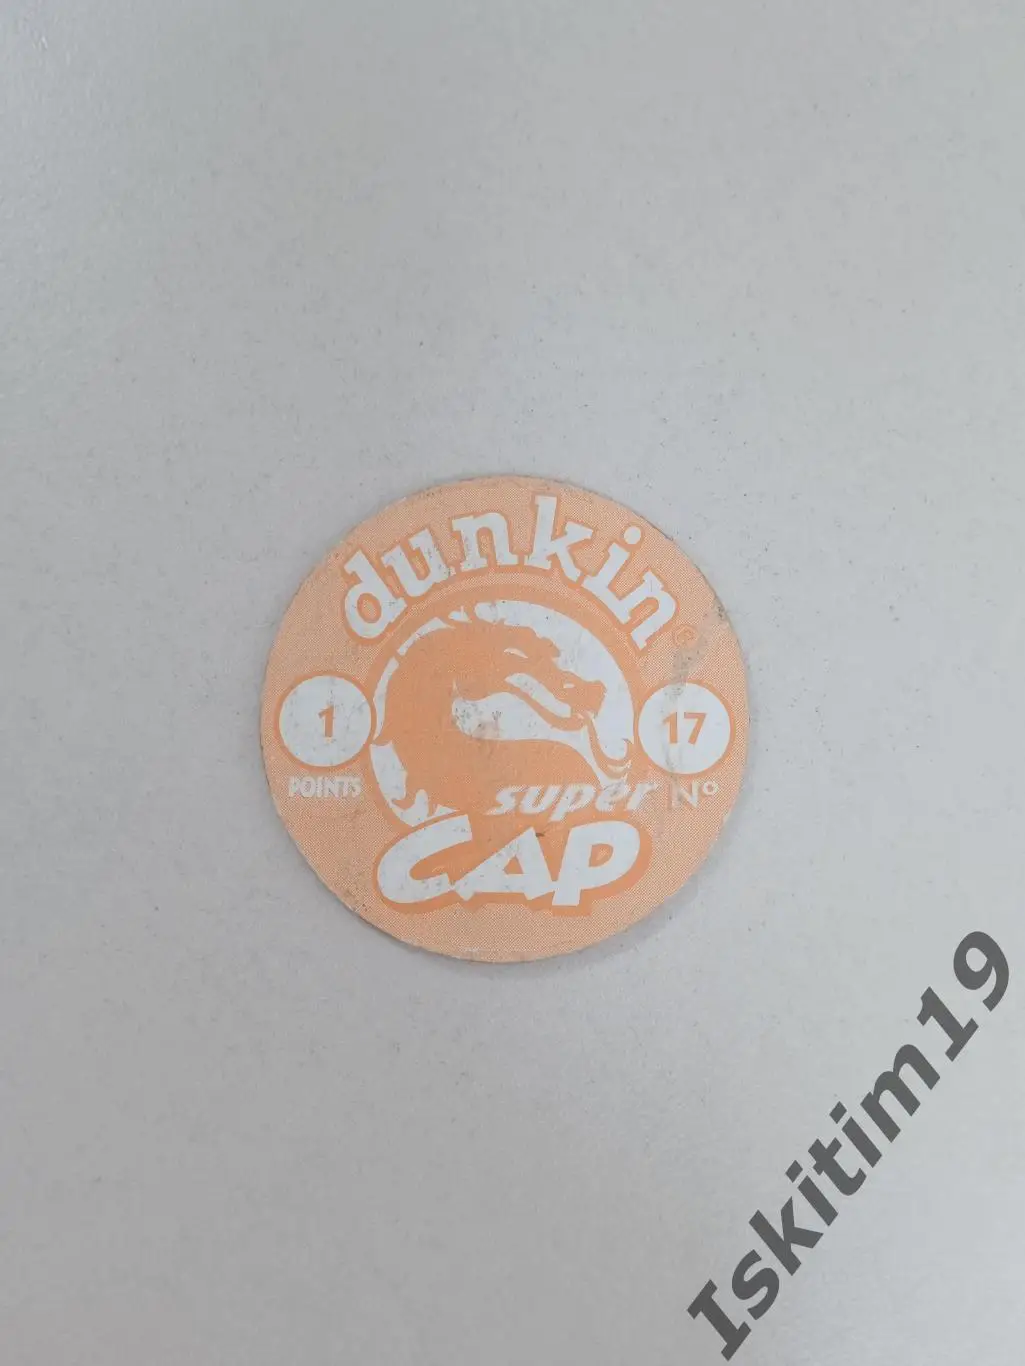 dunkin®
1
POINTS
17
Nº
super
CAP
Iskitim19